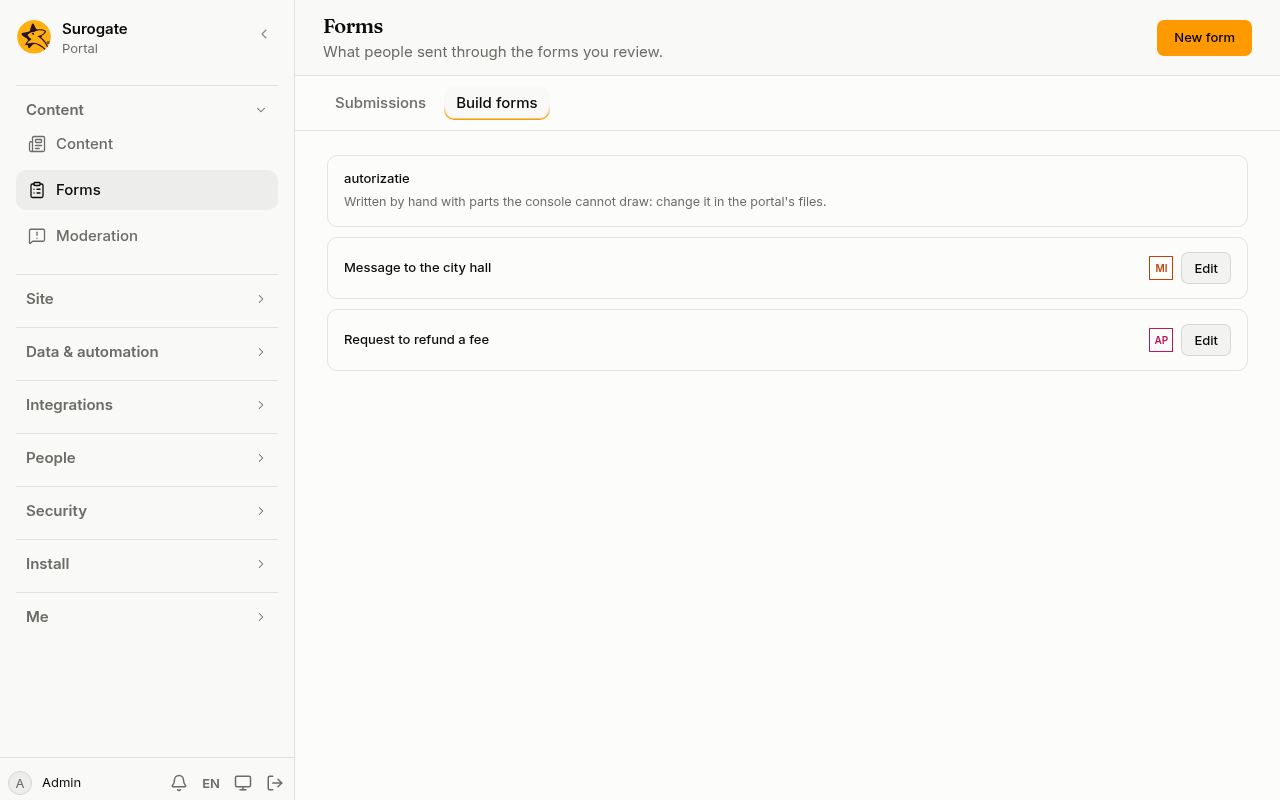 Surogate
Portal
Content
Content
Forms
Moderation
Site
Data & automation
Integrations
People
Security
Install
Me
A
Admin
EN
Forms
What people sent through the forms you review.
New form
Submissions
Build forms
autorizatie
Written by hand with parts the console cannot draw: change it in the portal's files.
Message to the city hall
MI
Edit
Request to refund a fee
AP
Edit